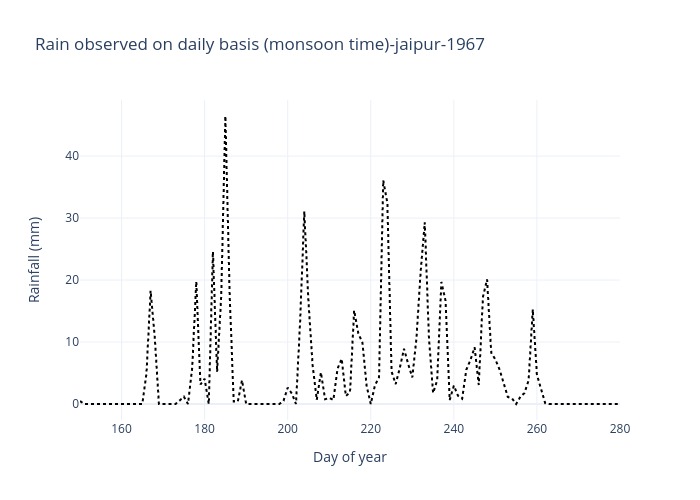 Rain observed on daily basis (monsoon time)-jaipur-1967
40
30
20
10
0
160 180 200 220 240 260 280
Rainfall (mm)
Day of year